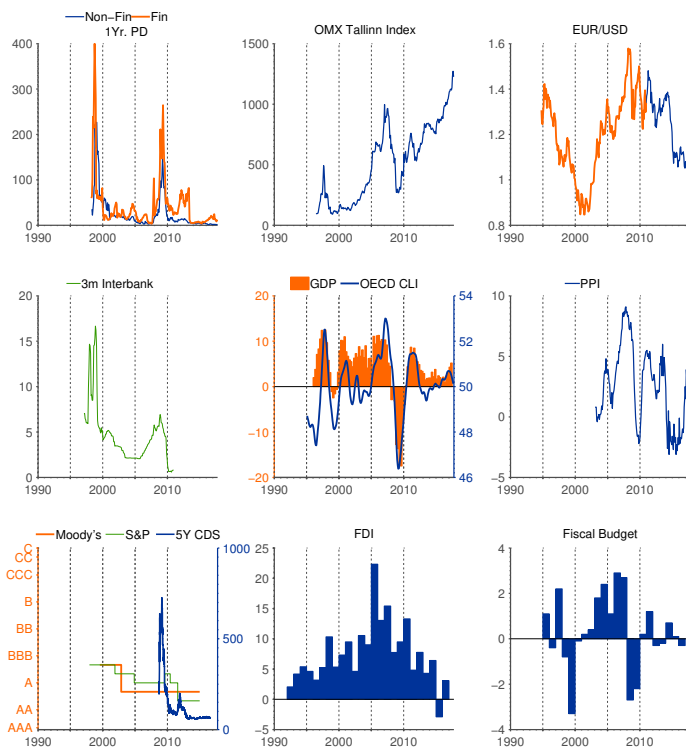 Non−Fin Fin
1Yr. PD
OMX Tallinn Index
EUR/USD
400
300
200
100
0
1990 2000 2010
1500
1000
500
0
1990 2000 2010
1.6
1.4
1.2
1
0.8
1990 2000 2010
3m Interbank
GDP OECD CLI
PPI
20
15
10
5
0
1990 2000 2010
20
10
0
−10
−20
54
52
50
48
46
1990 2000 2010
10
5
0
−5
1990 2000 2010
Moody's S&P 5Y CDS
FDI
Fiscal Budget
C
CC
CCC
B
BB
BBB
A
AA
AAA
1000
500
0
1990 2000 2010
25
20
15
10
5
0
−5
1990 2000 2010
4
2
0
−2
−4
1990 2000 2010